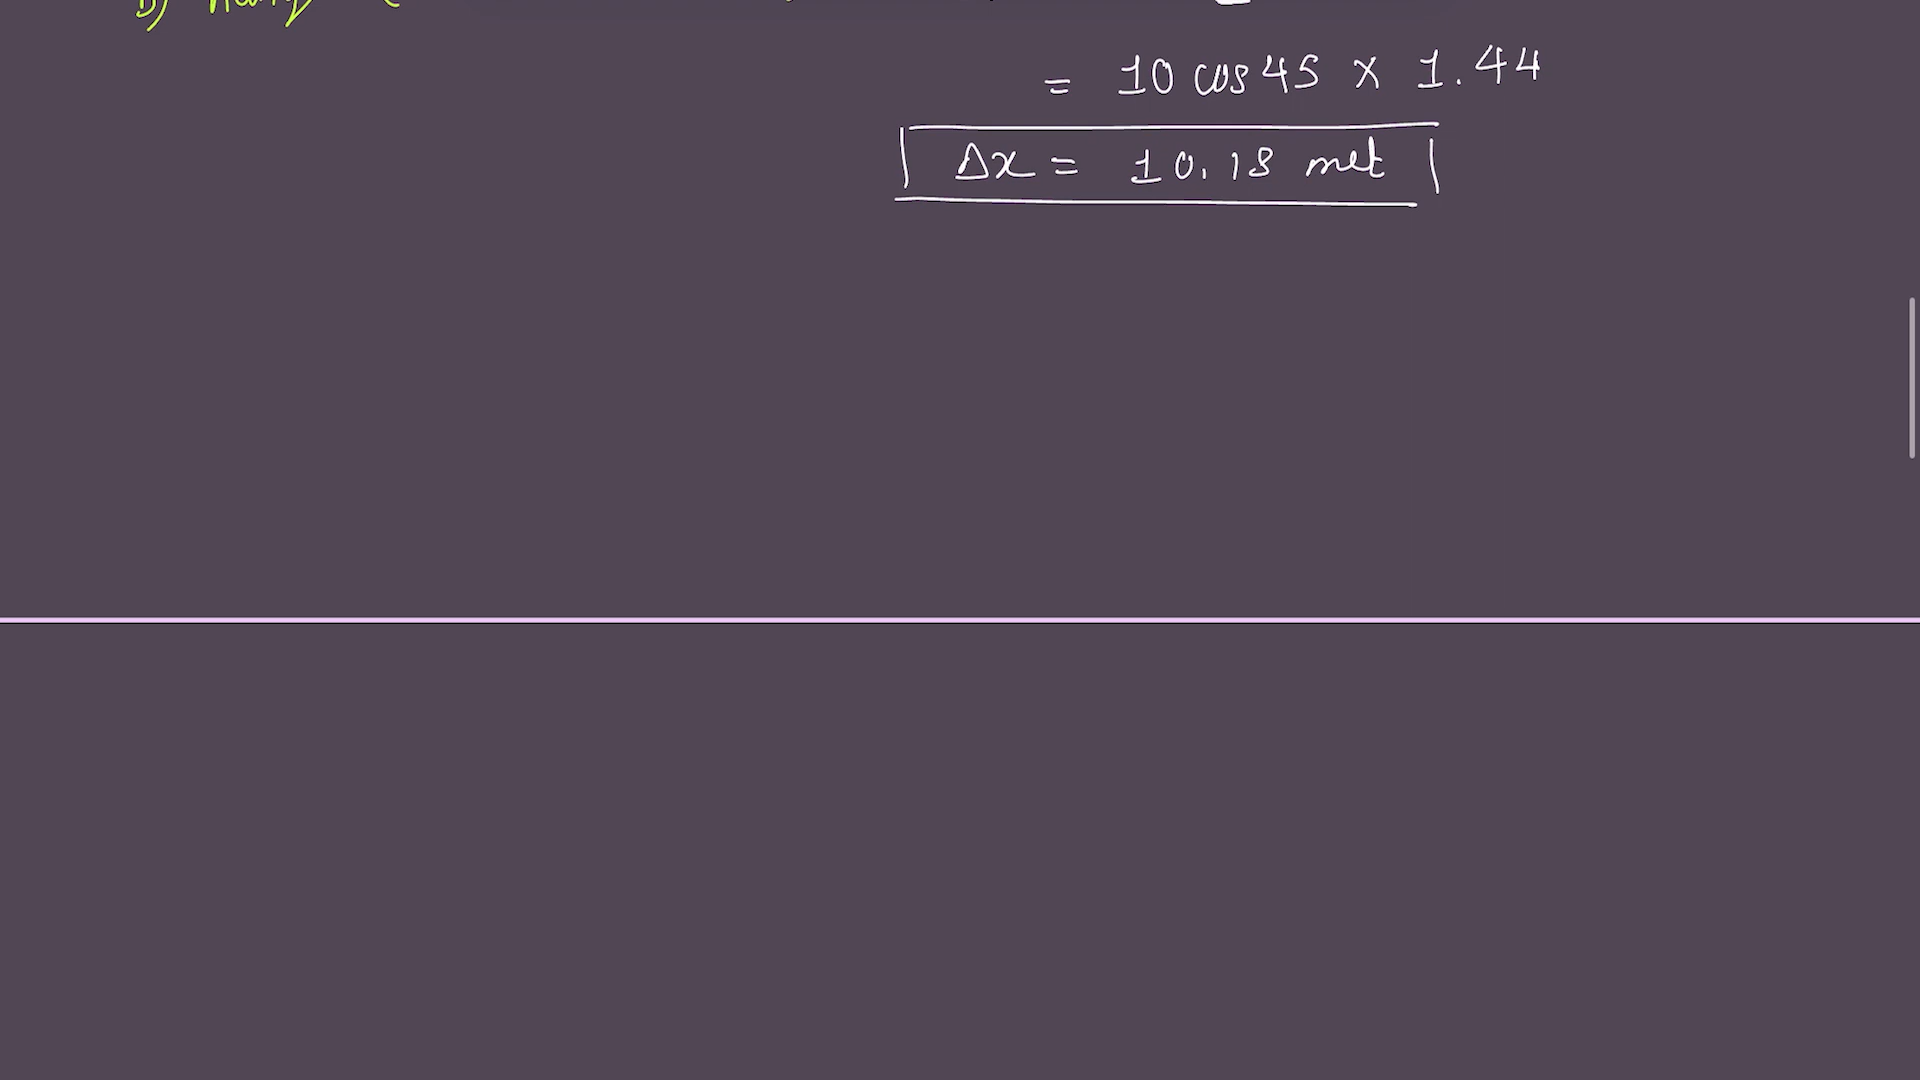 = 10 cos 45 × 1.44
Δx = 10.18 met